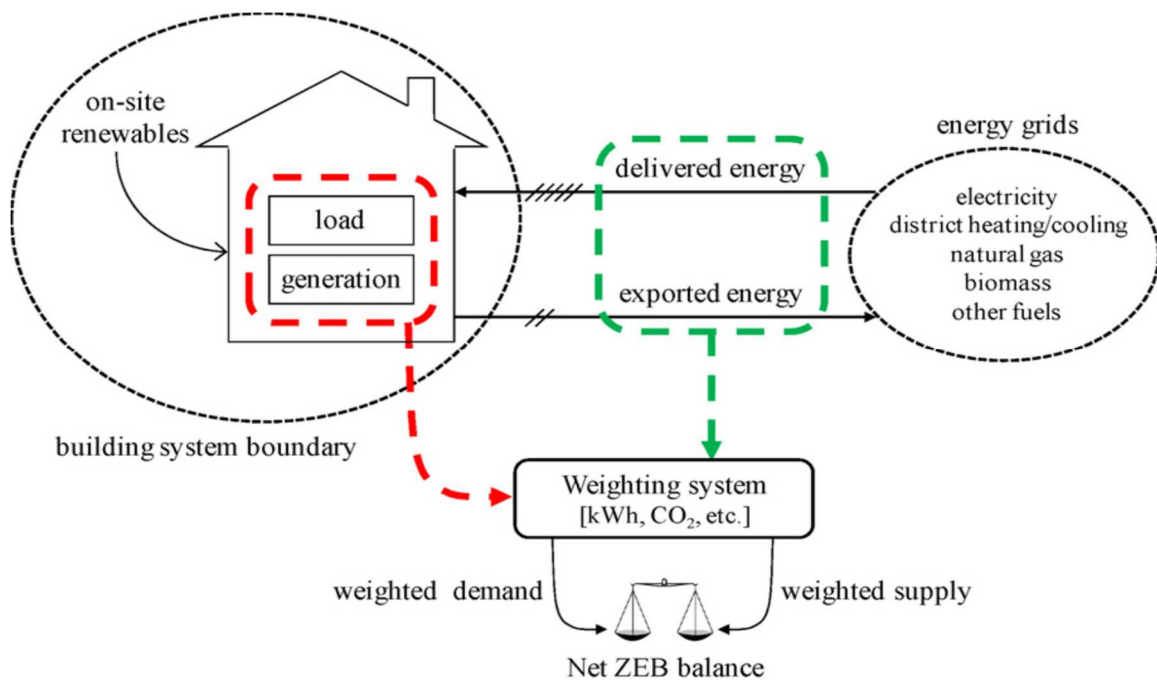 on-site
renewables
load
generation
building system boundary
delivered energy
exported energy
energy grids
electricity
district heating/cooling
natural gas
biomass
other fuels
Weighting system
[kWh, CO₂, etc.]
weighted demand
weighted supply
Net ZEB balance